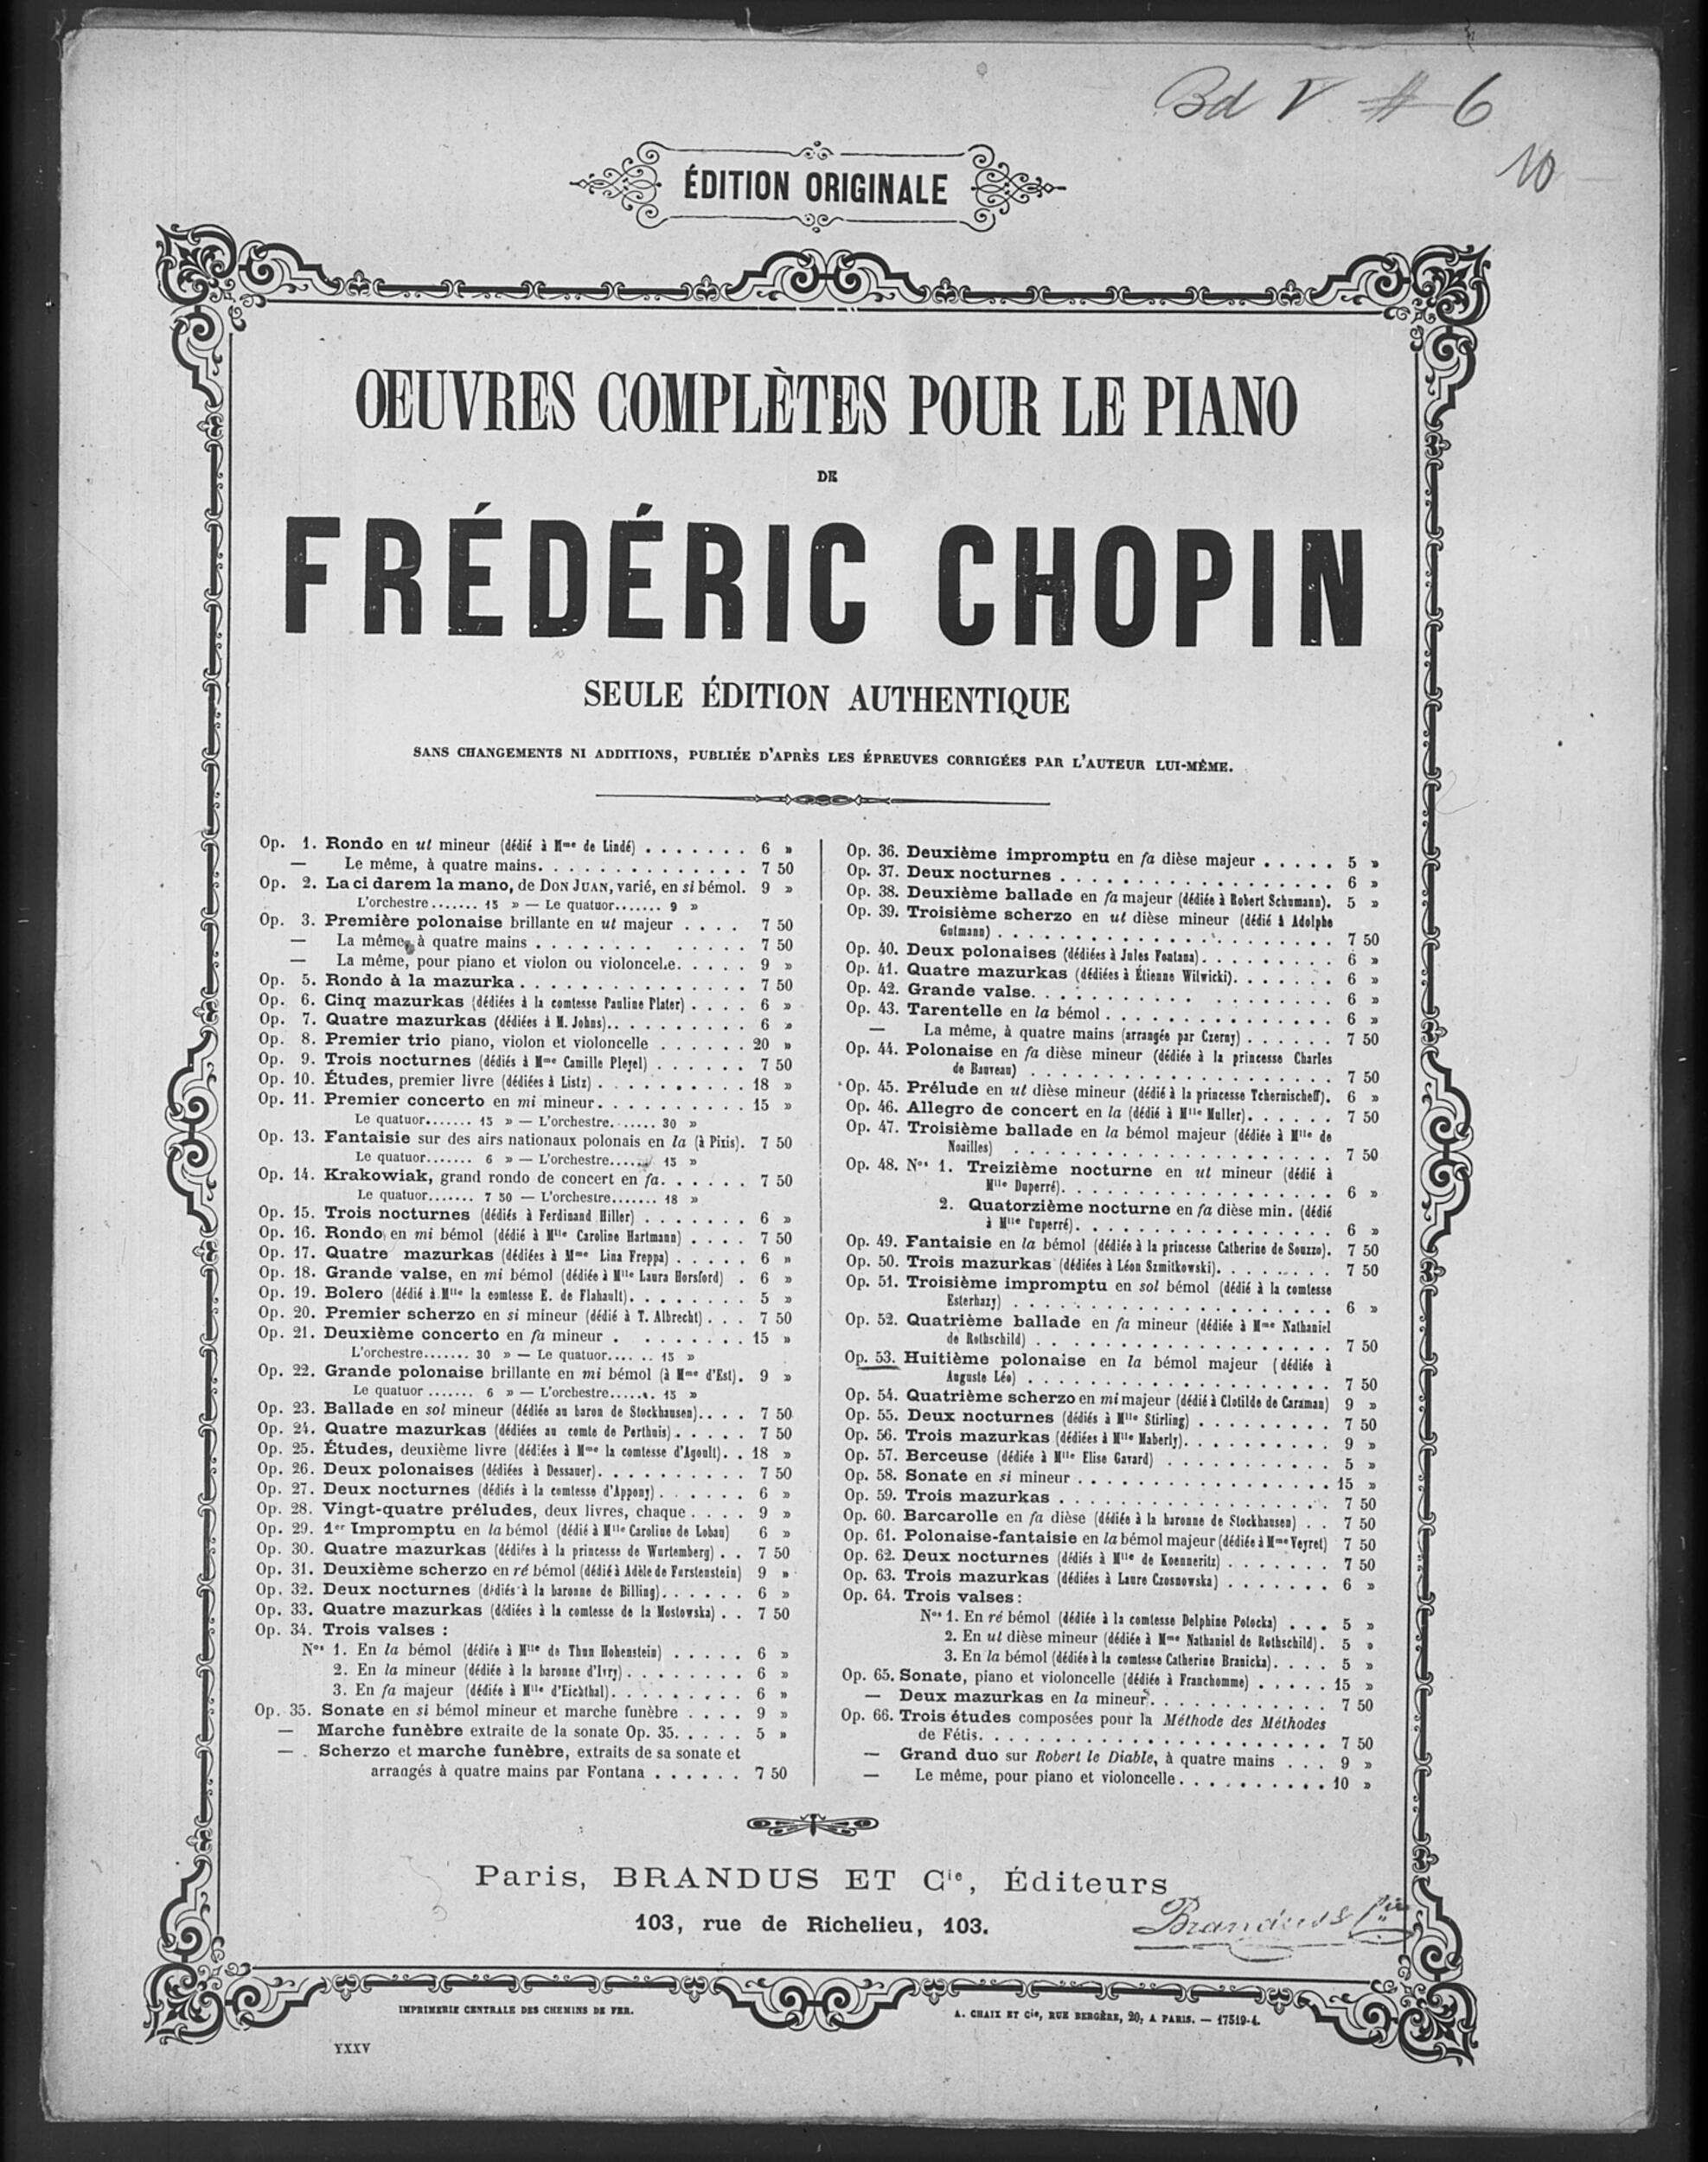 Bd V # 6
10
ÉDITION ORIGINALE
OEUVRES COMPLÈTES POUR LE PIANO
DE
FRÉDÉRIC CHOPIN
SEULE ÉDITION AUTHENTIQUE
SANS CHANGEMENTS NI ADDITIONS, PUBLIÉE D'APRÈS LES ÉPREUVES CORRIGÉES PAR L'AUTEUR LUI-MÊME.
Op. 1. Rondo en ut mineur (dédié à Mme de Lindé) . . . . . . . 6 »
— Le même, à quatre mains. . . . . . . . . . . . . . 7 50
Op. 2. La ci darem la mano, de DON JUAN, varié, en si bémol. 9 »
L'orchestre....... 15 » — Le quatuor....... 9 »
Op. 3. Première polonaise brillante en ut majeur . . . . 7 50
— La même, à quatre mains . . . . . . . . . . . . . 7 50
— La même, pour piano et violon ou violoncelle. . . . . 9 »
Op. 5. Rondo à la mazurka . . . . . . . . . . . . . . . 7 50
Op. 6. Cinq mazurkas (dédiées à la comtesse Pauline Plater) . . . . 6 »
Op. 7. Quatre mazurkas (dédiées à M. Johns). . . . . . . . . . 6 »
Op. 8. Premier trio piano, violon et violoncelle . . . . . . 20 »
Op. 9. Trois nocturnes (dédiés à Mme Camille Pleyel) . . . . . . 7 50
Op. 10. Études, premier livre (dédiées à Listz) . . . . . . . . . . 18 »
Op. 11. Premier concerto en mi mineur. . . . . . . . . . 15 »
Le quatuor....... 15 » — L'orchestre....... 30 »
Op. 13. Fantaisie sur des airs nationaux polonais en la (à Pixis). 7 50
Le quatuor....... 6 » — L'orchestre....... 15 »
Op. 14. Krakowiak, grand rondo de concert en fa. . . . . . 7 50
Le quatuor....... 7 50 — L'orchestre....... 18 »
Op. 15. Trois nocturnes (dédiés à Ferdinand Hiller) . . . . . . . 6 »
Op. 16. Rondo en mi bémol (dédié à Mlle Caroline Hartmann) . . . . 7 50
Op. 17. Quatre mazurkas (dédiées à Mme Lina Freppa) . . . . . 6 »
Op. 18. Grande valse, en mi bémol (dédiée à Mlle Laura Horsford) . 6 »
Op. 19. Bolero (dédié à Mlle la comtesse E. de Flahault). . . . . . . . 5 »
Op. 20. Premier scherzo en si mineur (dédié à T. Albrecht) . . . 7 50
Op. 21. Deuxième concerto en fa mineur . . . . . . . . 15 »
L'orchestre....... 30 » — Le quatuor....... 15 »
Op. 22. Grande polonaise brillante en mi bémol (à Mme d'Est). 9 »
Le quatuor ....... 6 » — L'orchestre....... 15 »
Op. 23. Ballade en sol mineur (dédiée au baron de Stockhausen). . . . 7 50
Op. 24. Quatre mazurkas (dédiées au comte de Perthuis) . . . . . 7 50
Op. 25. Études, deuxième livre (dédiées à Mme la comtesse d'Agoult). . 18 »
Op. 26. Deux polonaises (dédiées à Dessauer). . . . . . . . . . 7 50
Op. 27. Deux nocturnes (dédiés à la comtesse d'Appony) . . . . . . 6 »
Op. 28. Vingt-quatre préludes, deux livres, chaque . . . . 9 »
Op. 29. 1er Impromptu en la bémol (dédié à Mlle Caroline de Lobau) 6 »
Op. 30. Quatre mazurkas (dédiées à la princesse de Wurtemberg) . . 7 50
Op. 31. Deuxième scherzo en ré bémol (dédié à Adèle de Furstenstein) 9 »
Op. 32. Deux nocturnes (dédiés à la baronne de Billing). . . . . . 6 »
Op. 33. Quatre mazurkas (dédiées à la comtesse de la Mostowska) . . 7 50
Op. 34. Trois valses :
Nos 1. En la bémol (dédiée à Mlle de Thun Hohenstein) . . . . . 6 »
2. En la mineur (dédiée à la baronne d'Ivry) . . . . . . . . 6 »
3. En fa majeur (dédiée à Mlle d'Eichthal). . . . . . . . . 6 »
Op. 35. Sonate en si bémol mineur et marche funèbre . . . . 9 »
— Marche funèbre extraite de la sonate Op. 35. . . . . 5 »
— Scherzo et marche funèbre, extraits de sa sonate et
arrangés à quatre mains par Fontana . . . . . . 7 50
Op. 36. Deuxième impromptu en fa dièse majeur . . . . . 5 »
Op. 37. Deux nocturnes . . . . . . . . . . . . . . . . . . 6 »
Op. 38. Deuxième ballade en fa majeur (dédiée à Robert Schumann). 5 »
Op. 39. Troisième scherzo en ut dièse mineur (dédié à Adolphe
Gutmann) . . . . . . . . . . . . . . . . . . . . . . 7 50
Op. 40. Deux polonaises (dédiées à Jules Fontana) . . . . . . . . . 6 »
Op. 41. Quatre mazurkas (dédiées à Étienne Wilwicki). . . . . . . 6 »
Op. 42. Grande valse. . . . . . . . . . . . . . . . . . . 6 »
Op. 43. Tarentelle en la bémol . . . . . . . . . . . . . . . 6 »
— La même, à quatre mains (arrangée par Czerny) . . . . . . 7 50
Op. 44. Polonaise en fa dièse mineur (dédiée à la princesse Charles
de Bauveau) . . . . . . . . . . . . . . . . . . . . 7 50
Op. 45. Prélude en ut dièse mineur (dédié à la princesse Tchernischeff). 6 »
Op. 46. Allegro de concert en la (dédié à Mlle Muller). . . . . . 7 50
Op. 47. Troisième ballade en la bémol majeur (dédiée à Mlle de
Noailles) . . . . . . . . . . . . . . . . . . . . . 7 50
Op. 48. Nos 1. Treizième nocturne en ut mineur (dédié à
Mlle Duperré). . . . . . . . . . . . . . . . . . 6 »
2. Quatorzième nocturne en fa dièse min. (dédié
à Mlle Duperré). . . . . . . . . . . . . . . . . 6 »
Op. 49. Fantaisie en la bémol (dédiée à la princesse Catherine de Souzzo). 7 50
Op. 50. Trois mazurkas (dédiées à Léon Szmitkowski). . . . . . . . 7 50
Op. 51. Troisième impromptu en sol bémol (dédié à la comtesse
Esterhazy) . . . . . . . . . . . . . . . . . . . . . 6 »
Op. 52. Quatrième ballade en fa mineur (dédiée à Mme Nathaniel
de Rothschild) . . . . . . . . . . . . . . . . . . . 7 50
Op. 53. Huitième polonaise en la bémol majeur (dédiée à
Auguste Léo) . . . . . . . . . . . . . . . . . . . . 7 50
Op. 54. Quatrième scherzo en mi majeur (dédié à Clotilde de Caraman) 9 »
Op. 55. Deux nocturnes (dédiés à Mlle Stirling) . . . . . . . . . 7 50
Op. 56. Trois mazurkas (dédiées à Mlle Maberly). . . . . . . . . . 9 »
Op. 57. Berceuse (dédiée à Mlle Elise Gavard) . . . . . . . . . . . 5 »
Op. 58. Sonate en si mineur . . . . . . . . . . . . . . . . . 15 »
Op. 59. Trois mazurkas . . . . . . . . . . . . . . . . . . 7 50
Op. 60. Barcarolle en fa dièse (dédiée à la baronne de Stockhausen) . . 7 50
Op. 61. Polonaise-fantaisie en la bémol majeur (dédiée à Mme Veyret) 7 50
Op. 62. Deux nocturnes (dédiés à Mlle de Koenneritz) . . . . . . . 7 50
Op. 63. Trois mazurkas (dédiées à Laure Czosnowska) . . . . . . . 6 »
Op. 64. Trois valses :
Nos 1. En ré bémol (dédiée à la comtesse Delphine Potocka) . . . 5 »
2. En ut dièse mineur (dédiée à Mme Nathaniel de Rothschild) . 5 »
3. En la bémol (dédiée à la comtesse Catherine Branicka). . . . 5 »
Op. 65. Sonate, piano et violoncelle (dédiée à Franchomme) . . . . . 15 »
— Deux mazurkas en la mineur. . . . . . . . . . . . 7 50
Op. 66. Trois études composées pour la Méthode des Méthodes
de Fétis. . . . . . . . . . . . . . . . . . . . . . . 7 50
— Grand duo sur Robert le Diable, à quatre mains . . . 9 »
— Le même, pour piano et violoncelle. . . . . . . . . . 10 »
Paris, BRANDUS ET Cie, Éditeurs
103, rue de Richelieu, 103.
Brandus & Cie
IMPRIMERIE CENTRALE DES CHEMINS DE FER.
A. CHAIX ET Cie, RUE BERGÈRE, 20, A PARIS. — 17519-4.
YXXV